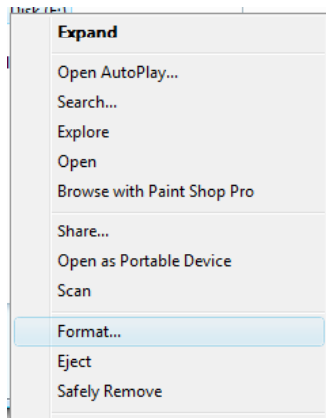 Disk (F:)
Expand
Open AutoPlay...
Search...
Explore
Open
Browse with Paint Shop Pro
Share...
Open as Portable Device
Scan
Format...
Eject
Safely Remove